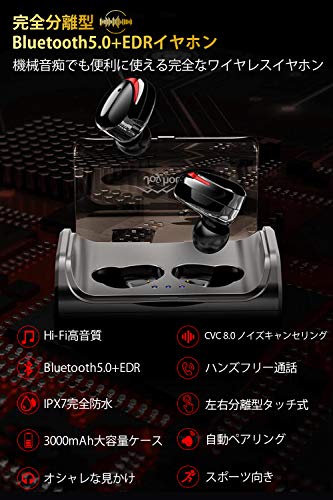 完全分離型
Bluetooth5.0+EDRイヤホン
機械音痴でも便利に使える完全なワイヤレスイヤホン
Hi-Fi高音質
CVC 8.0 ノイズキャンセリング
Bluetooth5.0+EDR
ハンズフリー通話
IPX7完全防水
左右分離型タッチ式
3000mAh大容量ケース
自動ペアリング
オシャレな見かけ
スポーツ向き